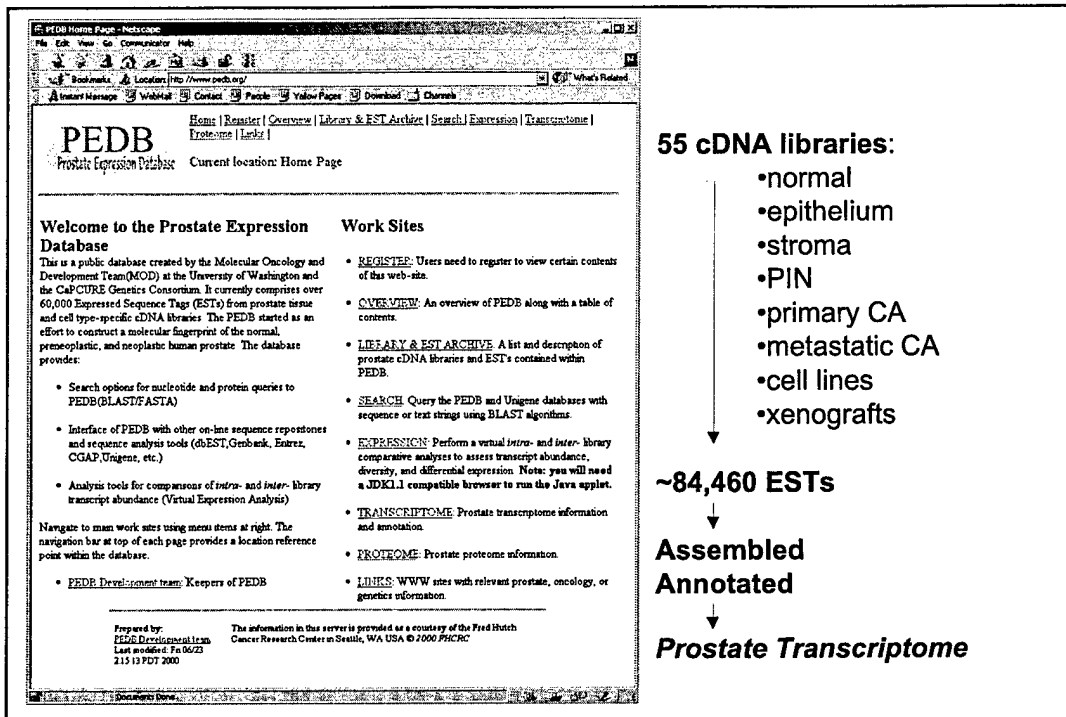 PEDB Home Page - Netscape
File Edit View Go Communicator Help
Bookmarks Location: http://www.pedb.org/ What's Related
Instant Message WebMail Contact People Yellow Pages Download Channels
PEDB
Prostate Expression Database
Home | Register | Overview | Library & EST Archive | Search | Expression | Transcriptome |
Proteome | Links |
Current location: Home Page
Welcome to the Prostate Expression
Database
This is a public database created by the Molecular Oncology and
Development Team(MOD) at the University of Washington and
the CaPCURE Genetics Consortium. It currently comprises over
60,000 Expressed Sequence Tags (ESTs) from prostate tissue
and cell type-specific cDNA libraries. The PEDB started as an
effort to construct a molecular fingerprint of the normal,
preneoplastic, and neoplastic human prostate. The database
provides:
• Search options for nucleotide and protein queries to
PEDB(BLAST/FASTA)
• Interface of PEDB with other on-line sequence repositories
and sequence analysis tools (dbEST,Genbank, Entrez,
CGAP,Unigene, etc.)
• Analysis tools for comparisons of intra- and inter- library
transcript abundance (Virtual Expression Analysis)
Navigate to main work sites using menu items at right. The
navigation bar at top of each page provides a location reference
point within the database.
• PEDB Development team: Keepers of PEDB
Work Sites
• REGISTER: Users need to register to view certain contents
of this web-site.
• OVERVIEW: An overview of PEDB along with a table of
contents.
• LIBRARY & EST ARCHIVE: A list and description of
prostate cDNA libraries and EST's contained within
PEDB.
• SEARCH: Query the PEDB and Unigene databases with
sequence or text strings using BLAST algorithms.
• EXPRESSION: Perform a virtual intra- and inter- library
comparative analyses to assess transcript abundance,
diversity, and differential expression. Note: you will need
a JDK1.1 compatible browser to run the Java applet.
• TRANSCRIPTOME: Prostate transcriptome information
and annotation.
• PROTEOME: Prostate proteome information.
• LINKS: WWW sites with relevant prostate, oncology, or
genetics information.
Prepared by:
PEDB Development team
Last modified: Fri 06/23
2:15:13 PDT 2000
The information in this server is provided as a courtesy of the Fred Hutch
Cancer Research Center in Seattle, WA USA © 2000 FHCRC
Document: Done
55 cDNA libraries:
•normal
•epithelium
•stroma
•PIN
•primary CA
•metastatic CA
•cell lines
•xenografts
~84,460 ESTs
Assembled
Annotated
Prostate Transcriptome